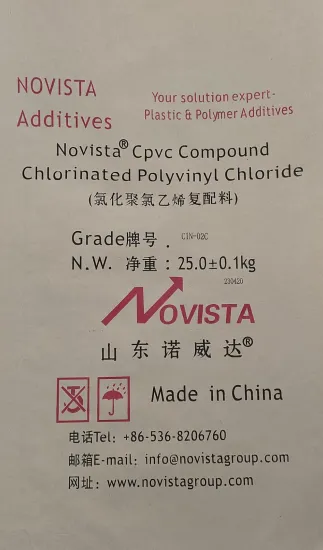 NOVISTA
Additives
Your solution expert-
Plastic & Polymer Additives
Novista® Cpvc Compound
Chlorinated Polyvinyl Chloride
(氯化聚氯乙烯复配料)
Grade牌号 . CIN-02C
N.W. 净重 : 25.0±0.1kg
230420
NOVISTA
山东诺威达®
Made in China
电话Tel: +86-536-8206760
邮箱E-mail: info@novistagroup.com
网址: www.novistagroup.com